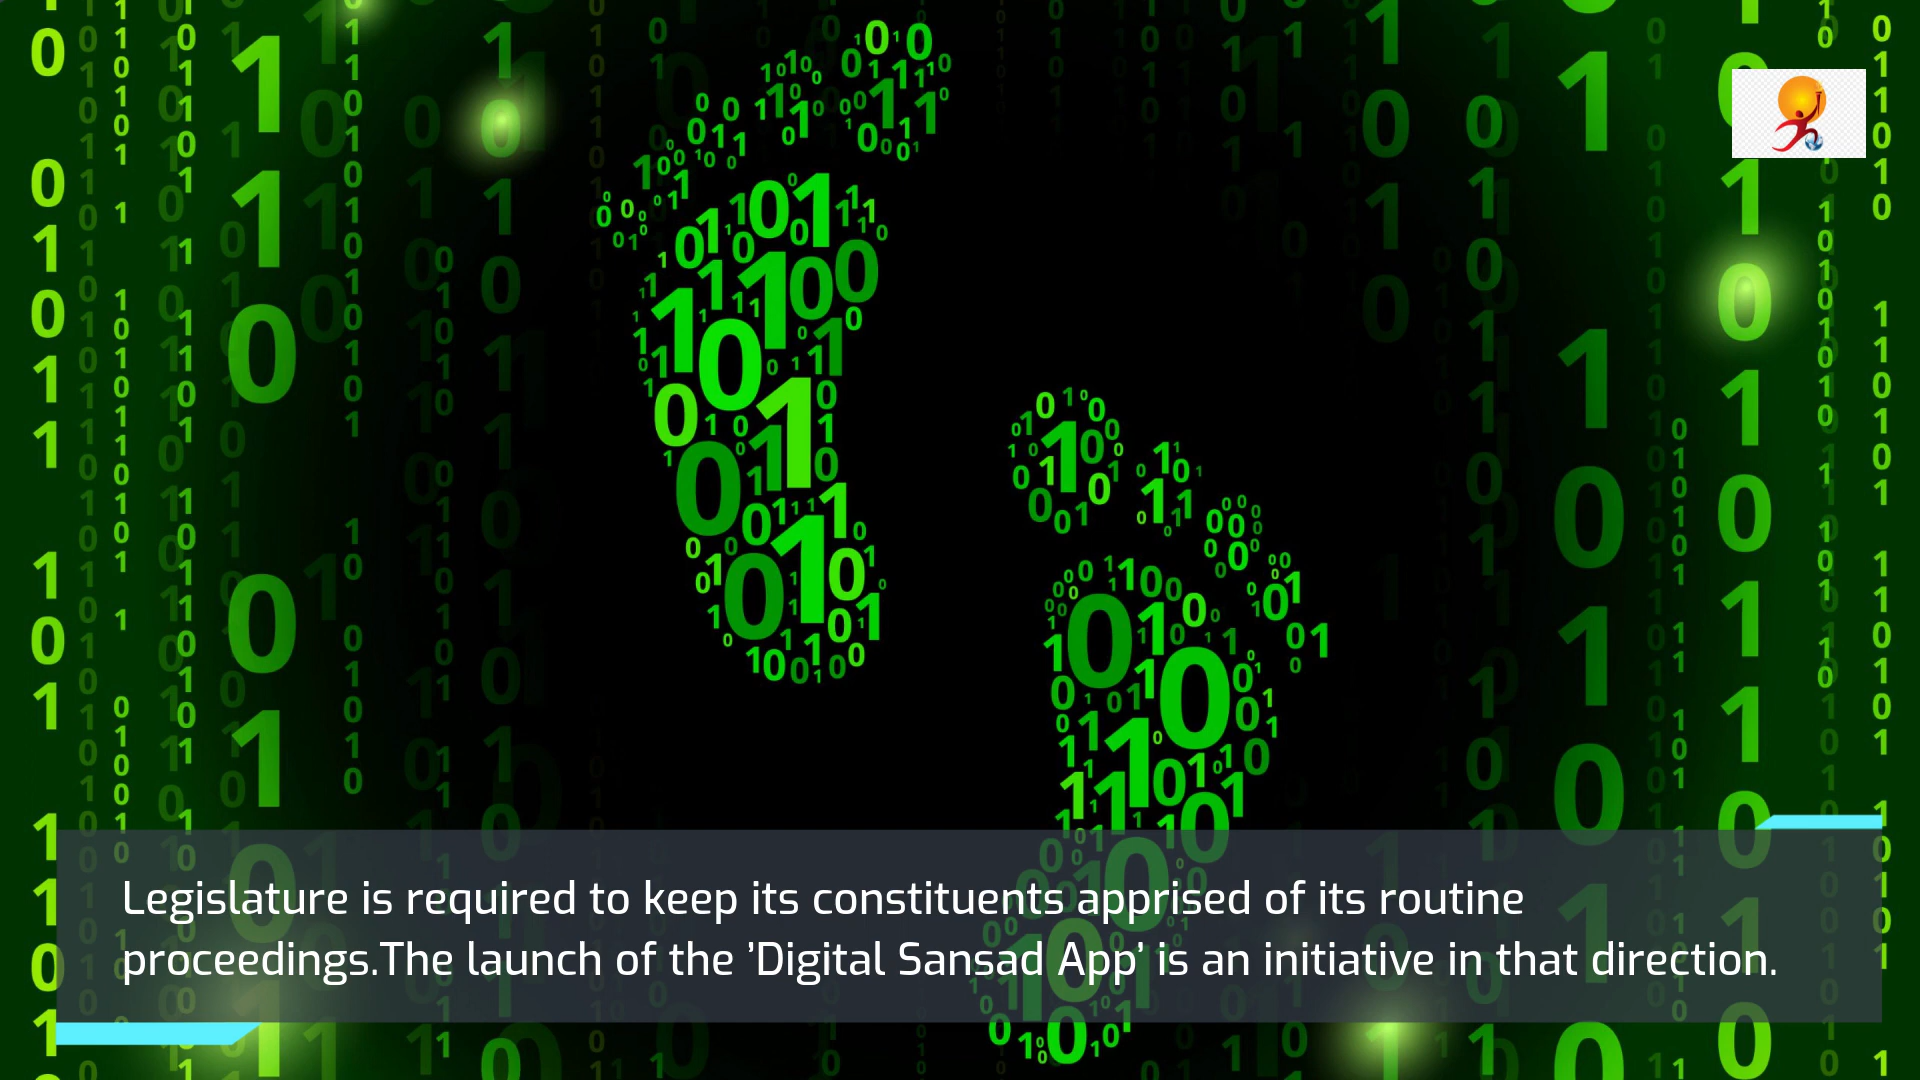 Legislature is required to keep its constituents apprised of its routine
proceedings.The launch of the 'Digital Sansad App' is an initiative in that direction.